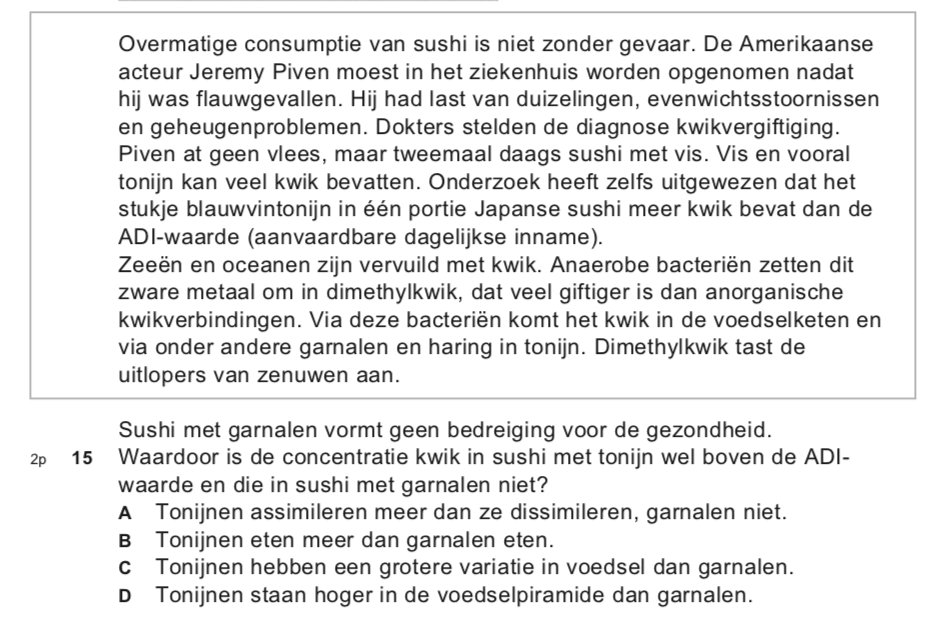 Overmatige consumptie van sushi is niet zonder gevaar. De Amerikaanse
acteur Jeremy Piven moest in het ziekenhuis worden opgenomen nadat
hij was flauwgevallen. Hij had last van duizelingen, evenwichtsstoornissen
en geheugenproblemen. Dokters stelden de diagnose kwikvergiftiging.
Piven at geen vlees, maar tweemaal daags sushi met vis. Vis en vooral
tonijn kan veel kwik bevatten. Onderzoek heeft zelfs uitgewezen dat het
stukje blauwvintonijn in één portie Japanse sushi meer kwik bevat dan de
ADI-waarde (aanvaardbare dagelijkse inname).
Zeeën en oceanen zijn vervuild met kwik. Anaerobe bacteriën zetten dit
zware metaal om in dimethylkwik, dat veel giftiger is dan anorganische
kwikverbindingen. Via deze bacteriën komt het kwik in de voedselketen en
via onder andere garnalen en haring in tonijn. Dimethylkwik tast de
uitlopers van zenuwen aan.
Sushi met garnalen vormt geen bedreiging voor de gezondheid.
2p 15 Waardoor is de concentratie kwik in sushi met tonijn wel boven de ADI-
waarde en die in sushi met garnalen niet?
A Tonijnen assimileren meer dan ze dissimileren, garnalen niet.
B Tonijnen eten meer dan garnalen eten.
C Tonijnen hebben een grotere variatie in voedsel dan garnalen.
D Tonijnen staan hoger in de voedselpiramide dan garnalen.